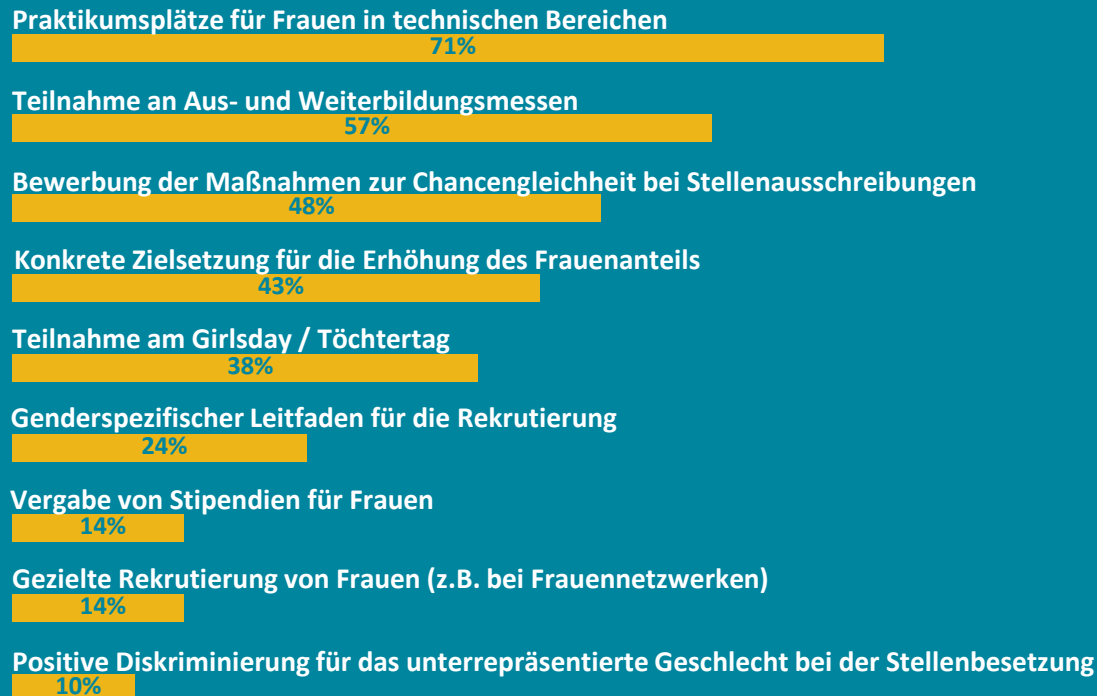 Praktikumsplätze für Frauen in technischen Bereichen
71%
Teilnahme an Aus- und Weiterbildungsmessen
57%
Bewerbung der Maßnahmen zur Chancengleichheit bei Stellenausschreibungen
48%
Konkrete Zielsetzung für die Erhöhung des Frauenanteils
43%
Teilnahme am Girlsday / Töchtertag
38%
Genderspezifischer Leitfaden für die Rekrutierung
24%
Vergabe von Stipendien für Frauen
14%
Gezielte Rekrutierung von Frauen (z.B. bei Frauennetzwerken)
14%
Positive Diskriminierung für das unterrepräsentierte Geschlecht bei der Stellenbesetzung
10%